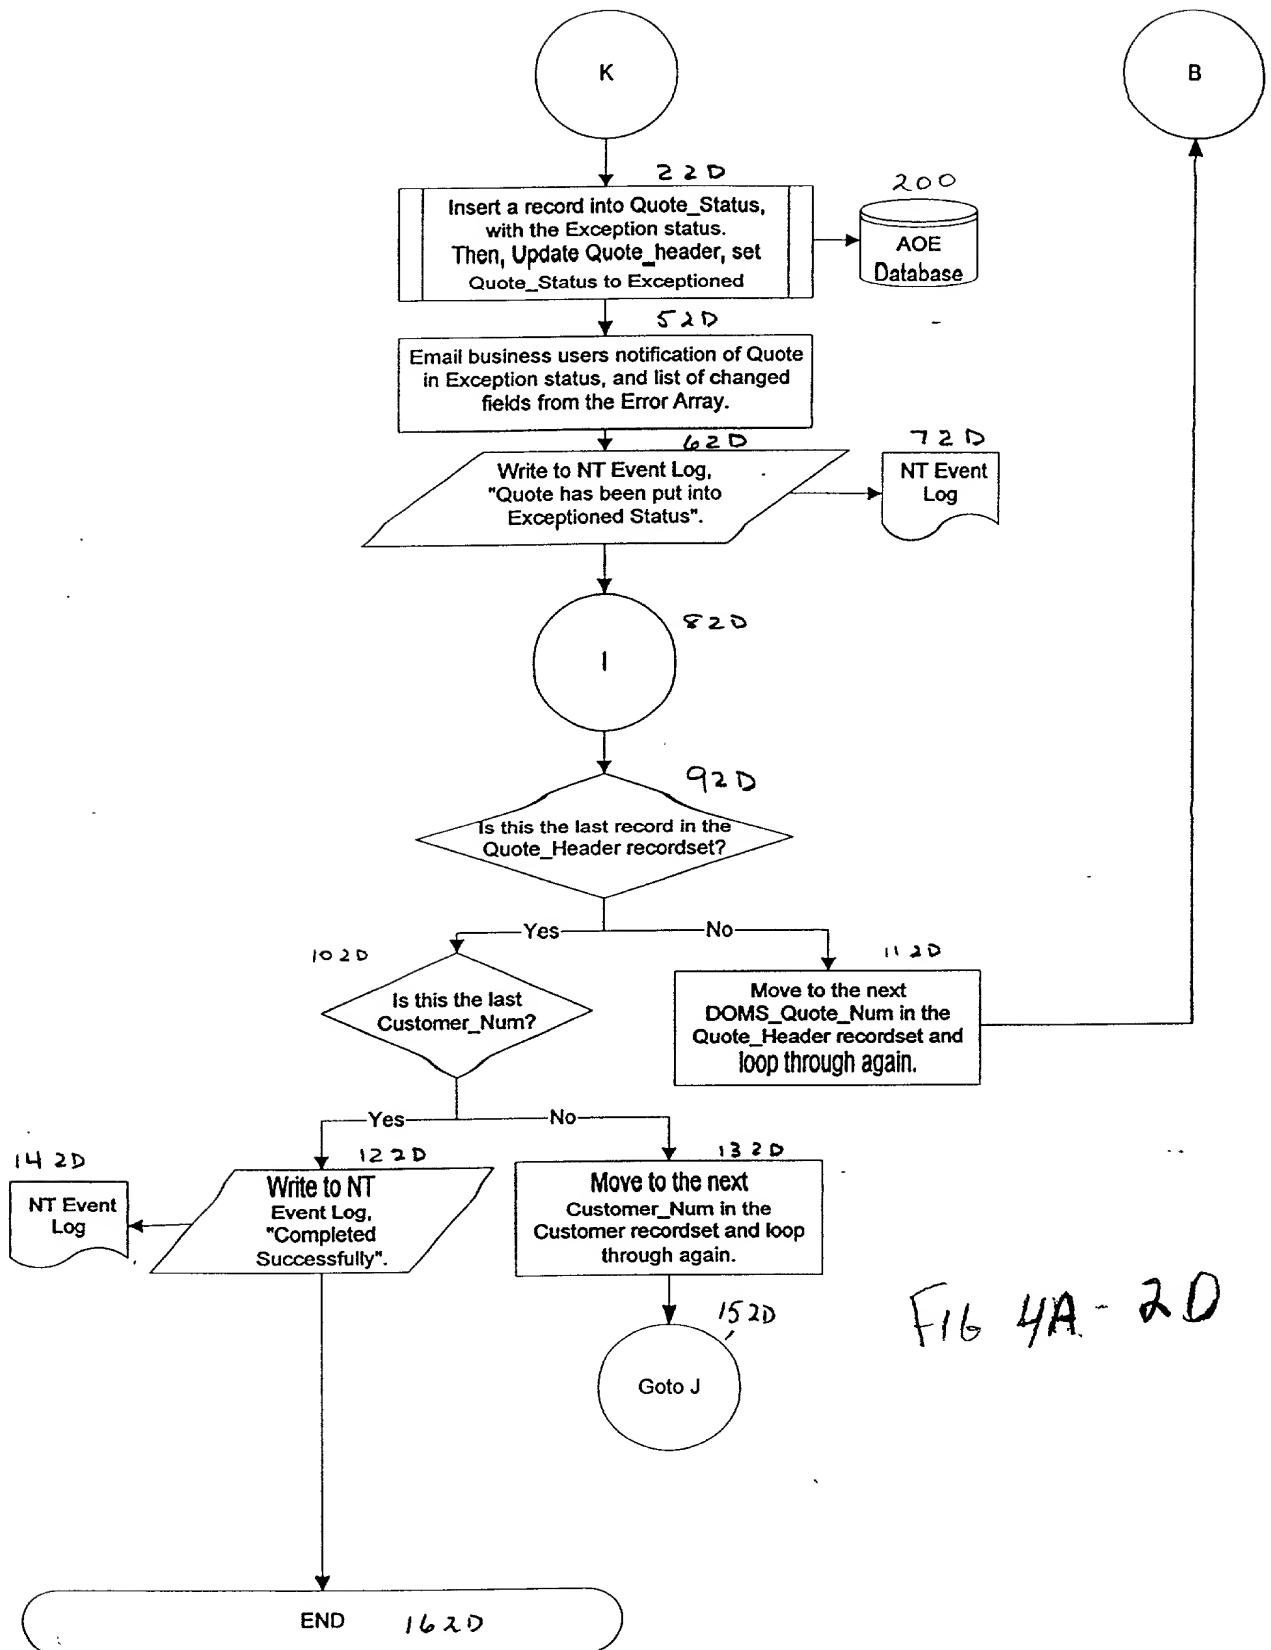 K
B
22D
Insert a record into Quote_Status,
with the Exception status.
Then, Update Quote_header, set
Quote_Status to Exceptioned
200
AOE
Database
52D
Email business users notification of Quote
in Exception status, and list of changed
fields from the Error Array.
62D
Write to NT Event Log,
"Quote has been put into
Exceptioned Status".
72D
NT Event
Log
82D
I
92D
Is this the last record in the
Quote_Header recordset?
Yes
No
102D
Is this the last
Customer_Num?
112D
Move to the next
DOMS_Quote_Num in the
Quote_Header recordset and
loop through again.
Yes
No
142D
NT Event
Log
122D
Write to NT
Event Log,
"Completed
Successfully".
132D
Move to the next
Customer_Num in the
Customer recordset and loop
through again.
152D
Goto J
FIG 4A-2D
END 162D